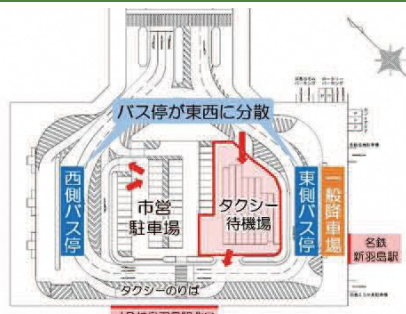 バス停が東西に分散
西側バス停
市営
駐車場
タクシー
待機場
東側バス停
一般降車場
名鉄
新羽島駅
タクシーのりば